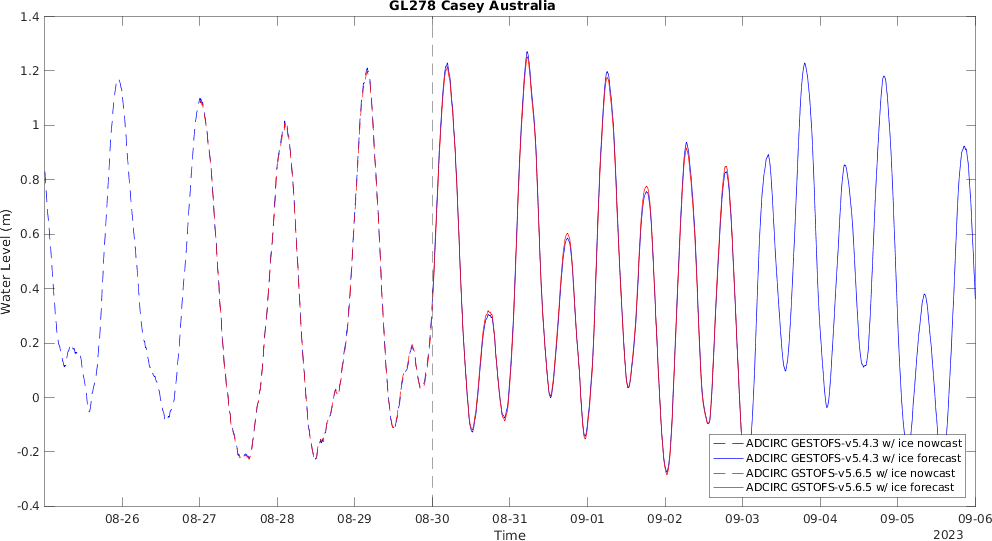 GL278 Casey Australia
1.4
1.2
1
0.8
0.6
0.4
0.2
0
-0.2
-0.4
Water Level (m)
08-26 08-27 08-28 08-29 08-30 08-31 09-01 09-02 09-03 09-04 09-05 09-06
Time
2023
ADCIRC GESTOFS-v5.4.3 w/ ice nowcast
ADCIRC GESTOFS-v5.4.3 w/ ice forecast
ADCIRC GSTOFS-v5.6.5 w/ ice nowcast
ADCIRC GSTOFS-v5.6.5 w/ ice forecast